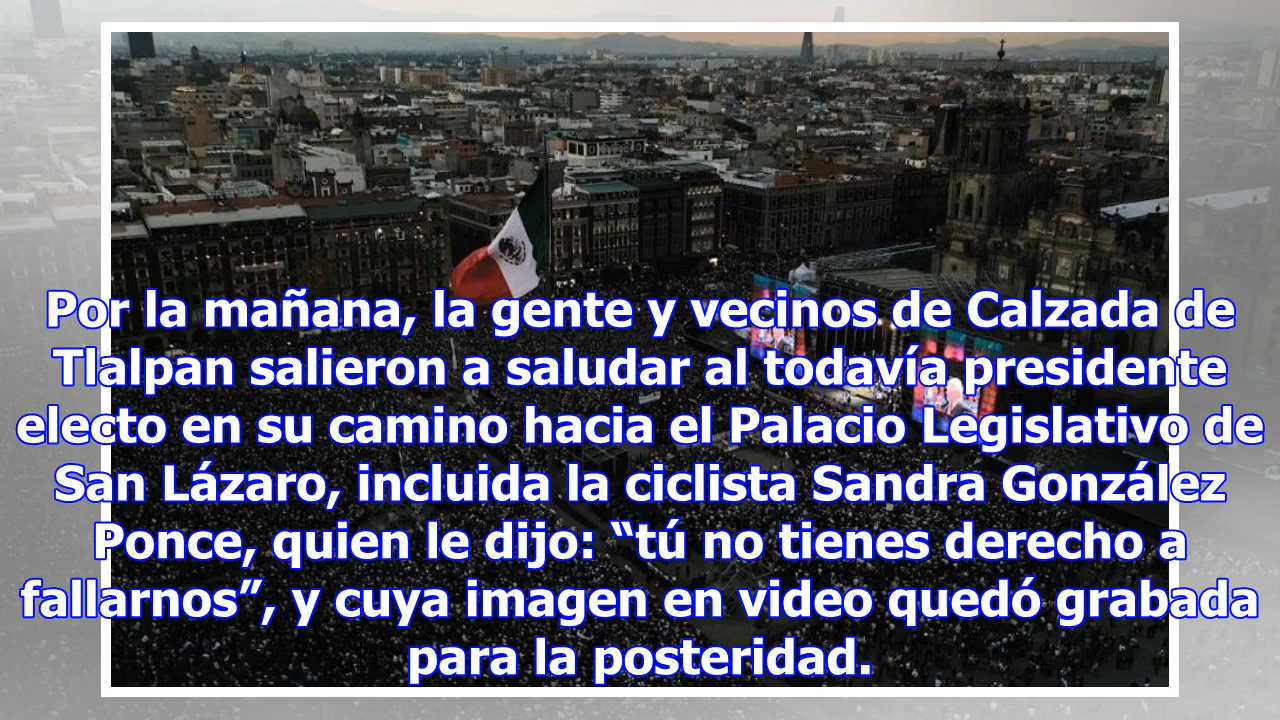 Por la mañana, la gente y vecinos de Calzada de
Tlalpan salieron a saludar al todavía presidente
electo en su camino hacia el Palacio Legislativo de
San Lázaro, incluida la ciclista Sandra González
Ponce, quien le dijo: “tú no tienes derecho a
fallarnos”, y cuya imagen en video quedó grabada
para la posteridad.